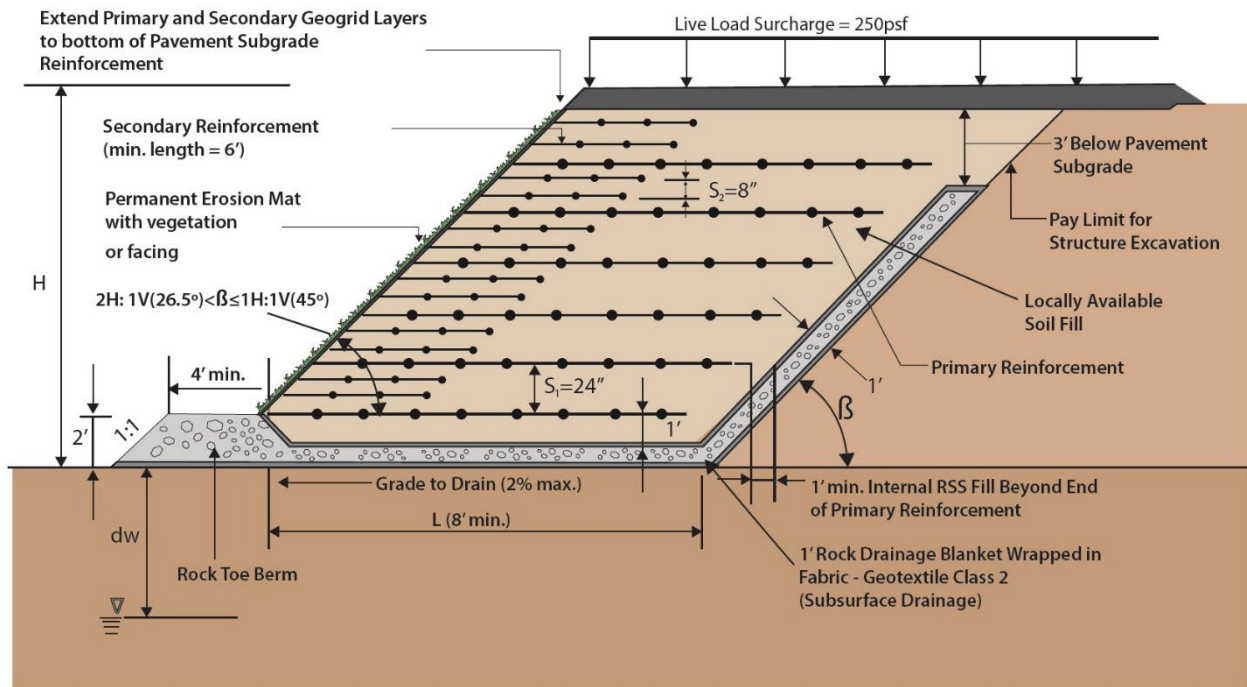 Extend Primary and Secondary Geogrid Layers
to bottom of Pavement Subgrade
Reinforcement
Live Load Surcharge = 250psf
Secondary Reinforcement
(min. length = 6')
3' Below Pavement
Subgrade
S₂=8"
Permanent Erosion Mat
with vegetation
or facing
Pay Limit for
Structure Excavation
H
2H: 1V(26.5º)<ß≤1H:1V(45º)
Locally Available
Soil Fill
4' min.
S₁=24"
Primary Reinforcement
1'
ß
2'
1:1
1'
Grade to Drain (2% max.)
1' min. Internal RSS Fill Beyond End
of Primary Reinforcement
L (8' min.)
dw
Rock Toe Berm
1' Rock Drainage Blanket Wrapped in
Fabric - Geotextile Class 2
(Subsurface Drainage)